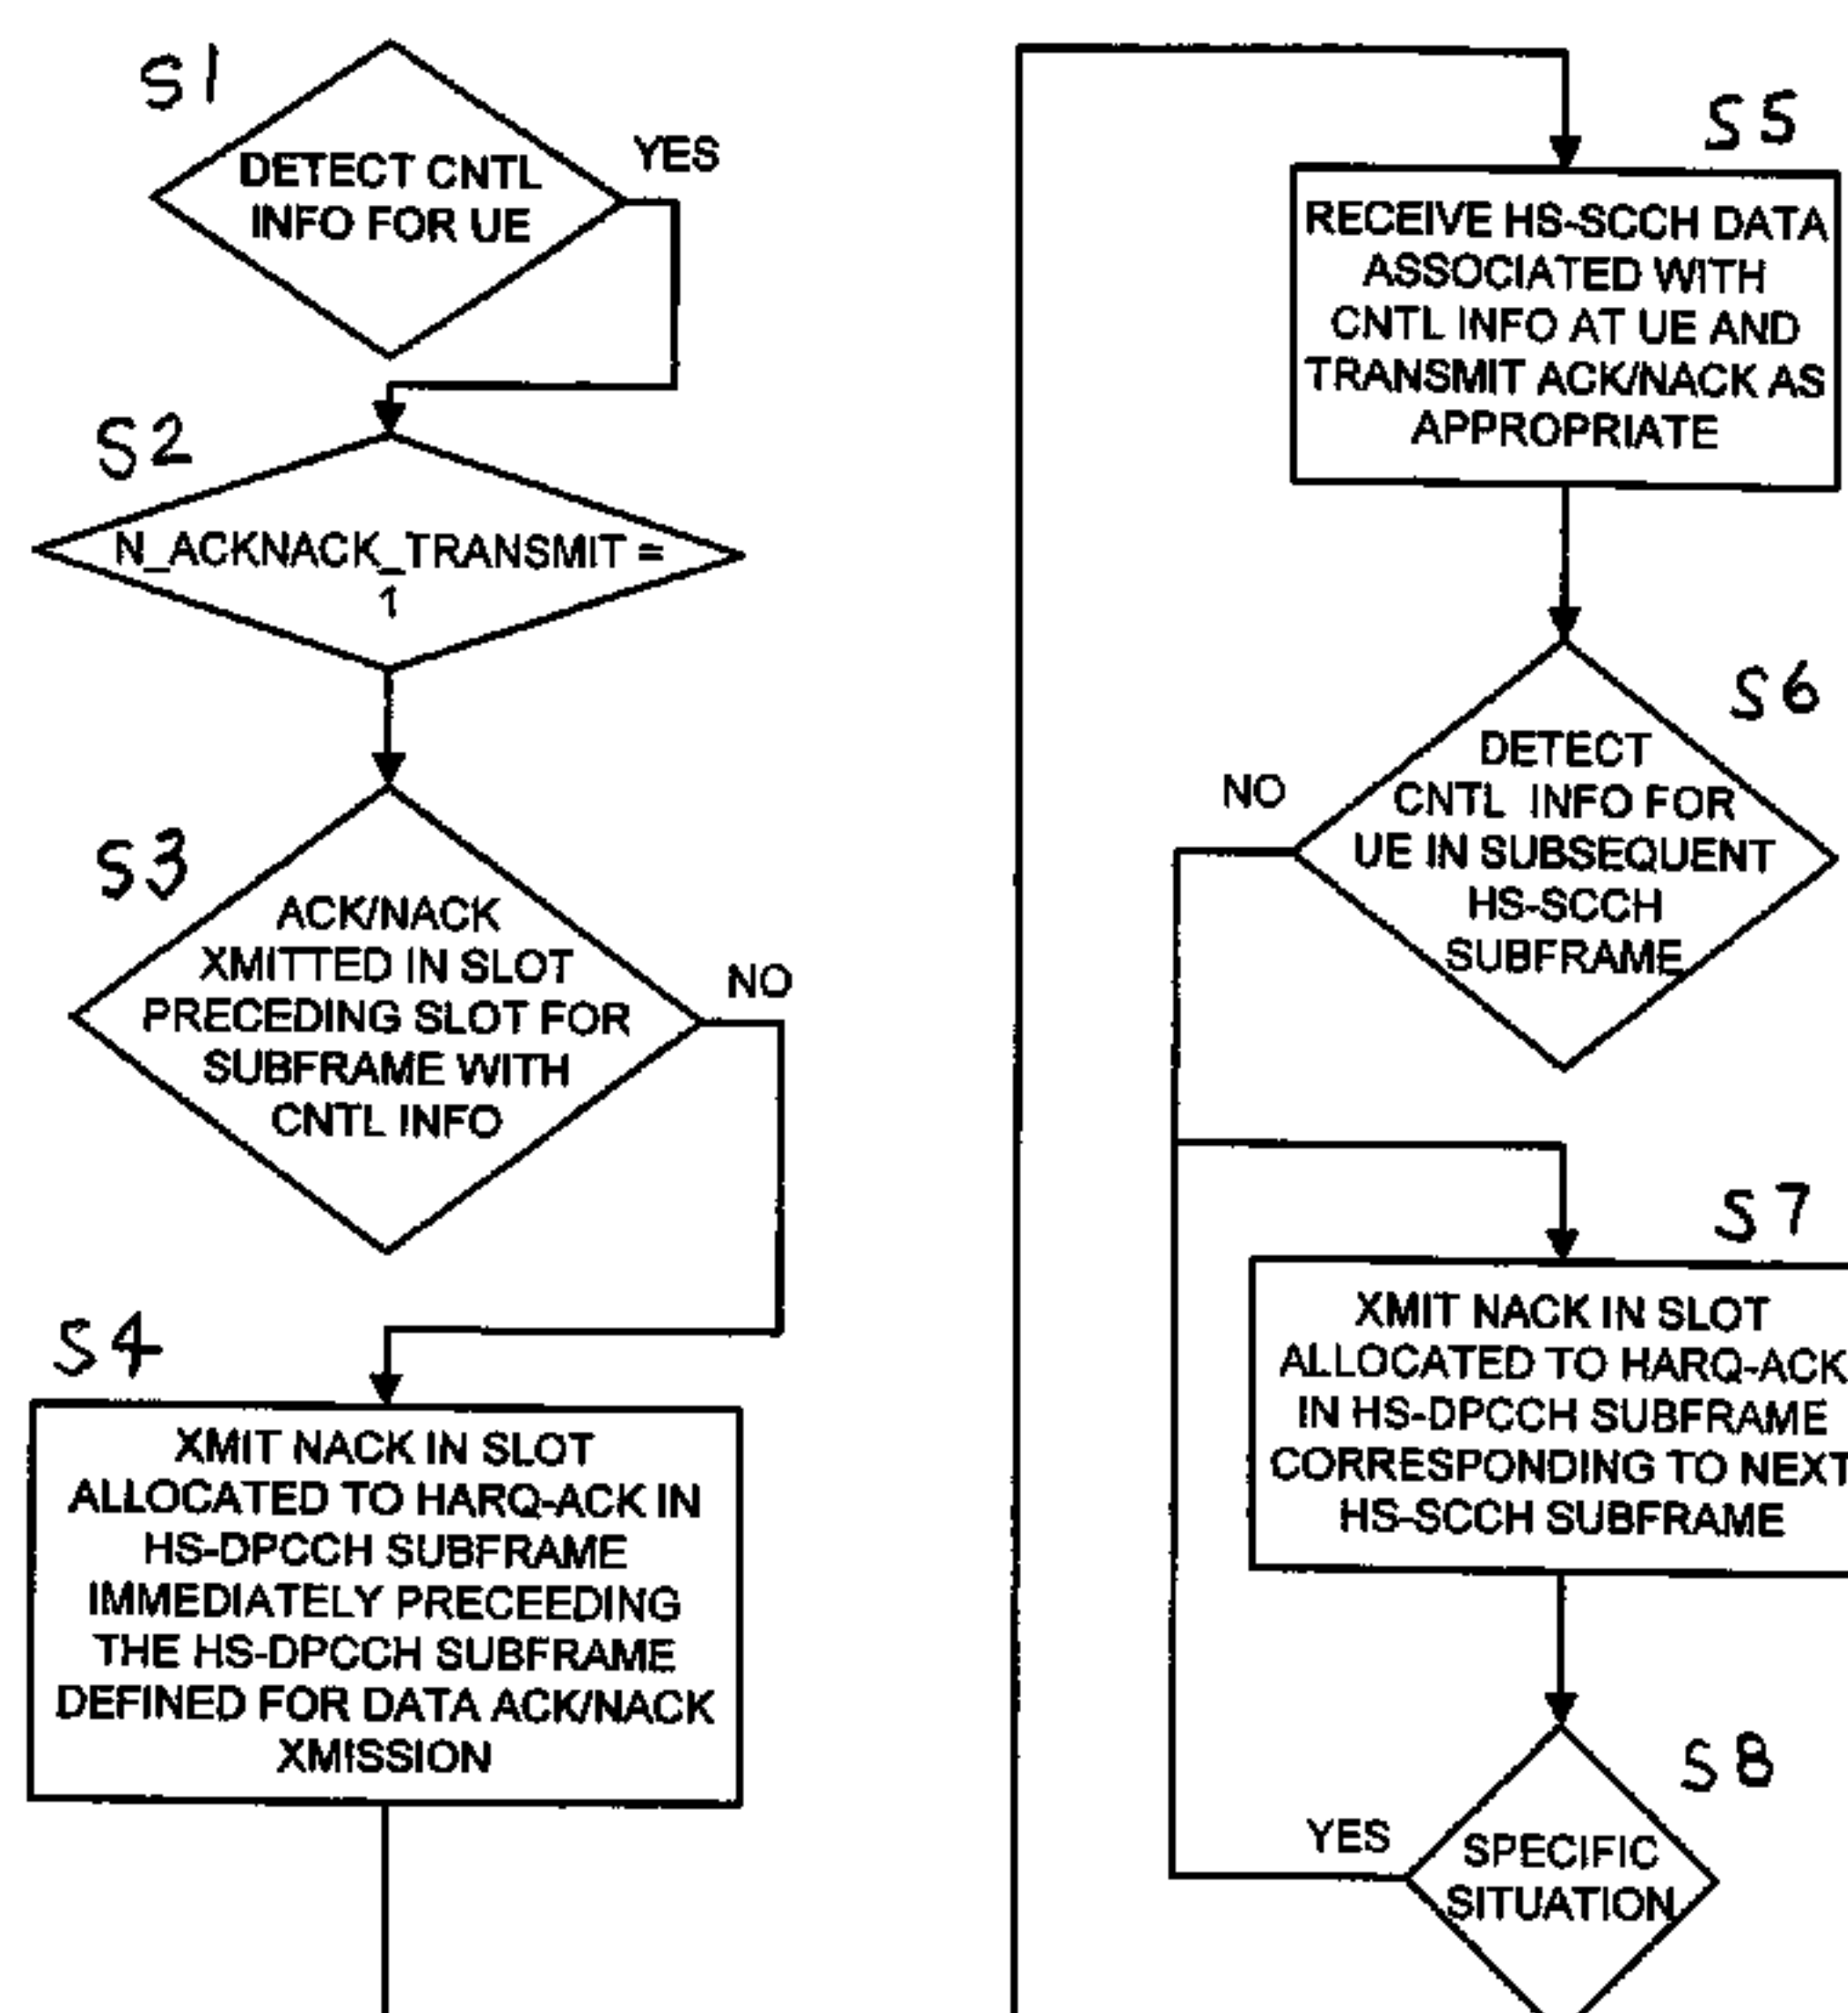 S1
DETECT CNTL
INFO FOR UE
YES
S2
N_ACKNACK_TRANSMIT =
1
S3
ACK/NACK
XMITTED IN SLOT
PRECEDING SLOT FOR
SUBFRAME WITH
CNTL INFO
NO
S4
XMIT NACK IN SLOT
ALLOCATED TO HARQ-ACK IN
HS-DPCCH SUBFRAME
IMMEDIATELY PRECEEDING
THE HS-DPCCH SUBFRAME
DEFINED FOR DATA ACK/NACK
XMISSION
S5
RECEIVE HS-SCCH DATA
ASSOCIATED WITH
CNTL INFO AT UE AND
TRANSMIT ACK/NACK AS
APPROPRIATE
S6
DETECT
CNTL INFO FOR
UE IN SUBSEQUENT
HS-SCCH
SUBFRAME
NO
S7
XMIT NACK IN SLOT
ALLOCATED TO HARQ-ACK
IN HS-DPCCH SUBFRAME
CORRESPONDING TO NEXT
HS-SCCH SUBFRAME
S8
YES
SPECIFIC
SITUATION